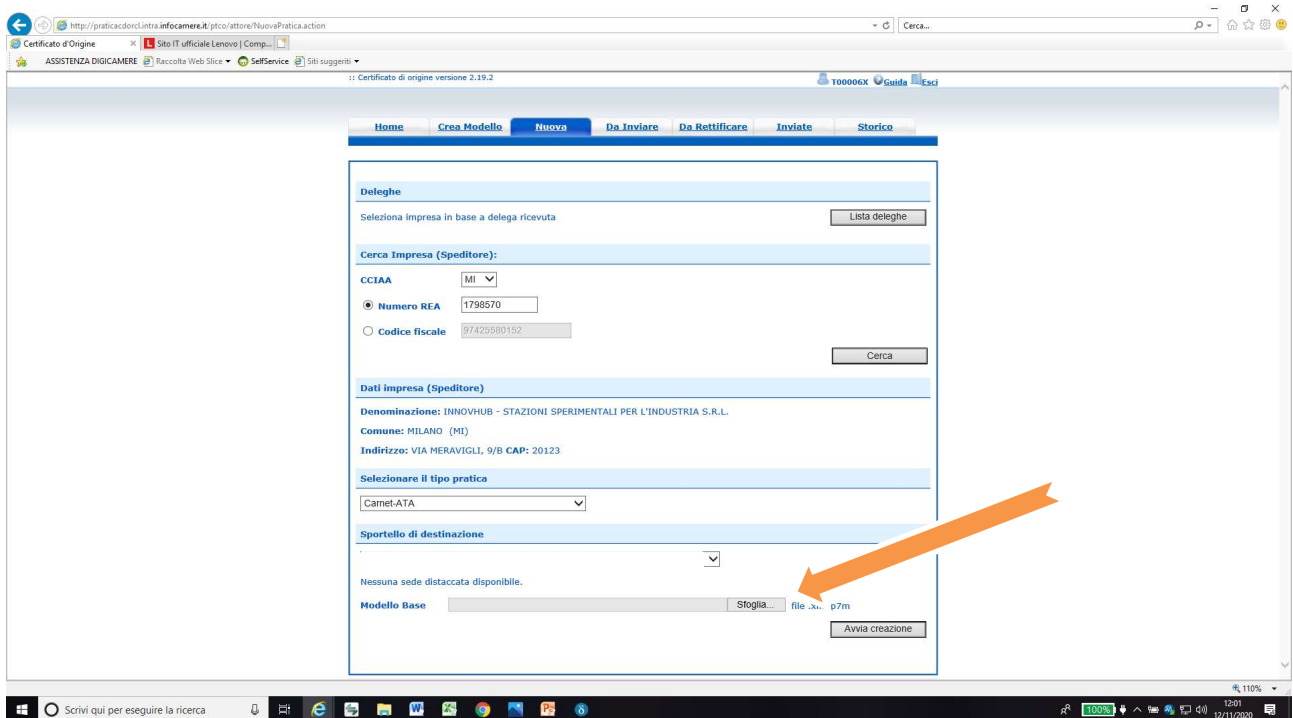 http://praticacdorcl.intra.infocamere.it/ptco/attore/NuovaPratica.action
Cerca...
Certificato d'Origine
Sito IT ufficiale Lenovo | Comp...
ASSISTENZA DIGICAMERE Raccolta Web Slice SelfService Siti suggeriti
:: Certificato di origine versione 2.19.2
T00006X Guida Esci
Home Crea Modello Nuova Da Inviare Da Rettificare Inviate Storico
Deleghe
Seleziona impresa in base a delega ricevuta Lista deleghe
Cerca Impresa (Speditore):
CCIAA MI
Numero REA 1798570
Codice fiscale 97425580152
Cerca
Dati impresa (Speditore)
Denominazione: INNOVHUB - STAZIONI SPERIMENTALI PER L'INDUSTRIA S.R.L.
Comune: MILANO (MI)
Indirizzo: VIA MERAVIGLI, 9/B CAP: 20123
Selezionare il tipo pratica
Carnet-ATA
Sportello di destinazione
Nessuna sede distaccata disponibile.
Modello Base Sfoglia... file p7m
Avvia creazione
110%
Scrivi qui per eseguire la ricerca
100%
12:01
12/11/2020